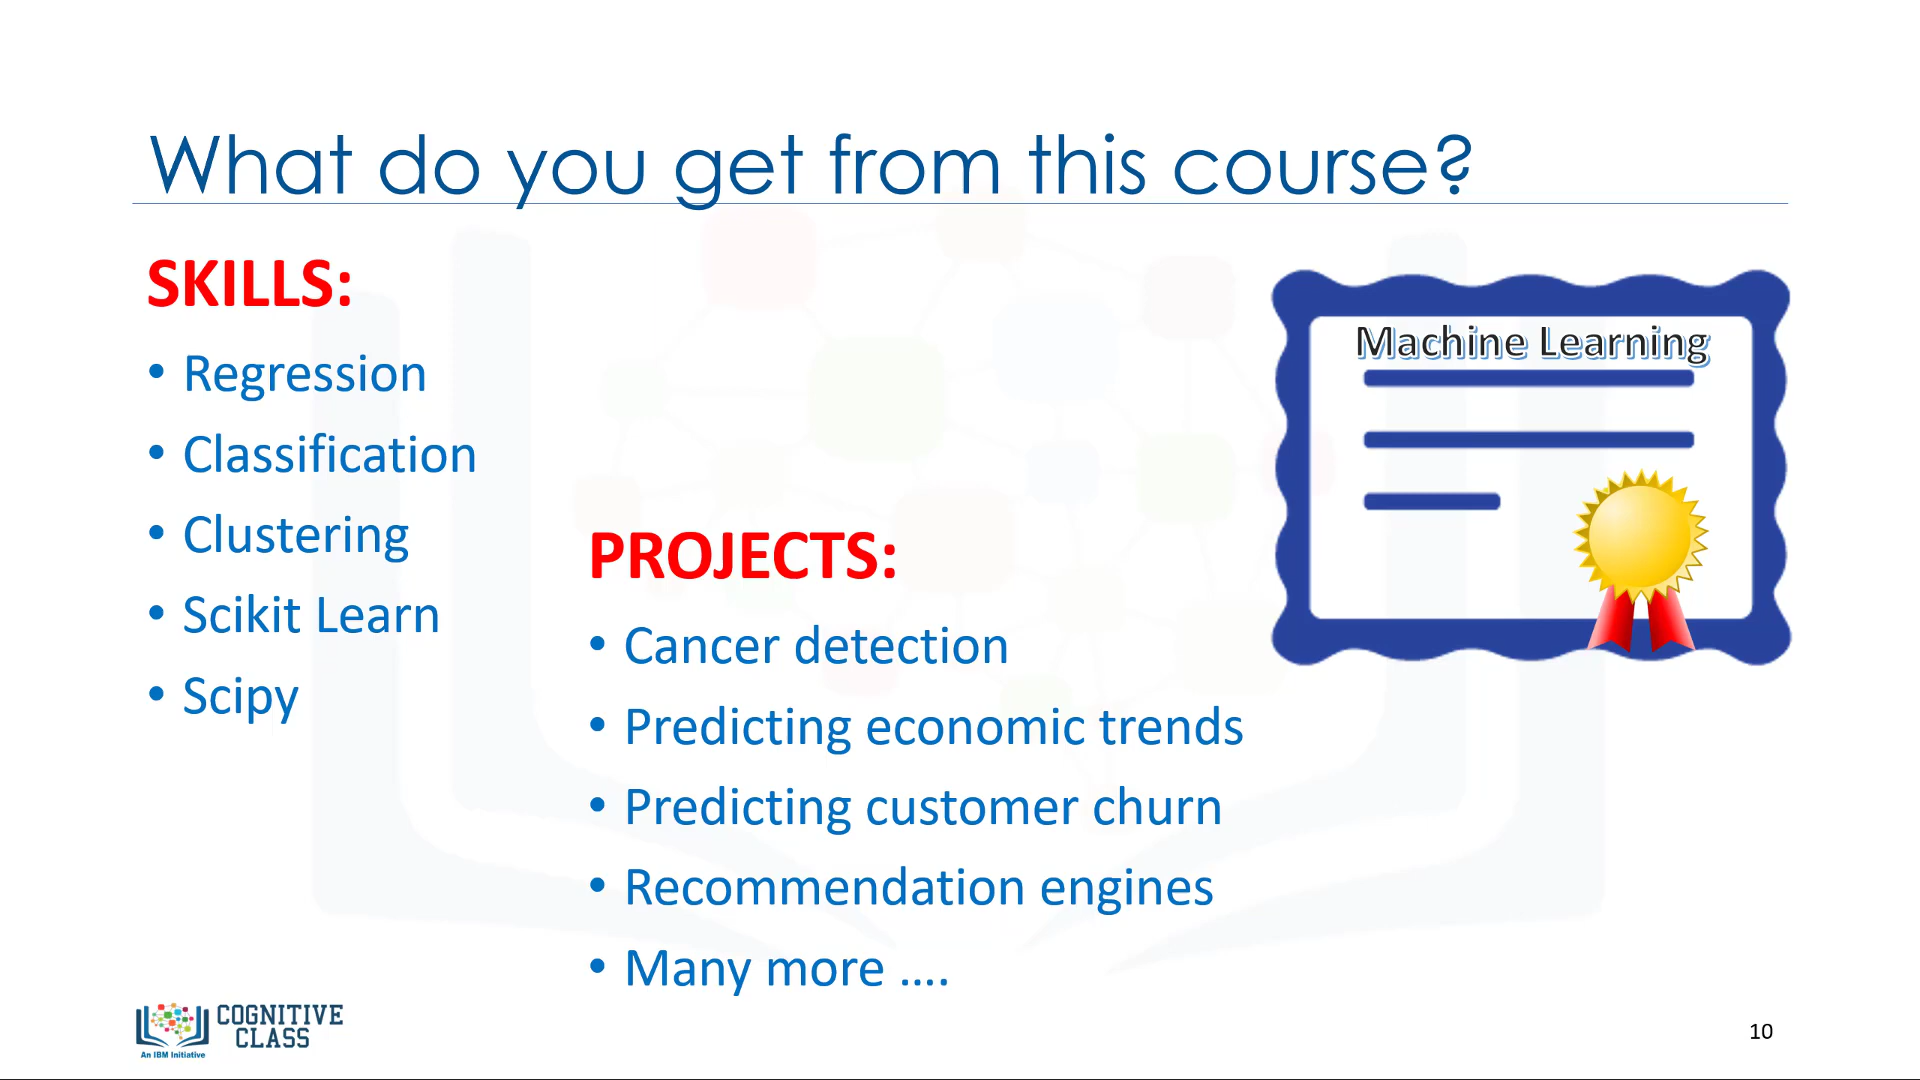 What do you get from this course?
SKILLS:
• Regression
• Classification
• Clustering
• Scikit Learn
• Scipy
PROJECTS:
• Cancer detection
• Predicting economic trends
• Predicting customer churn
• Recommendation engines
• Many more ....
Machine Learning
COGNITIVE
CLASS
An IBM Initiative
10